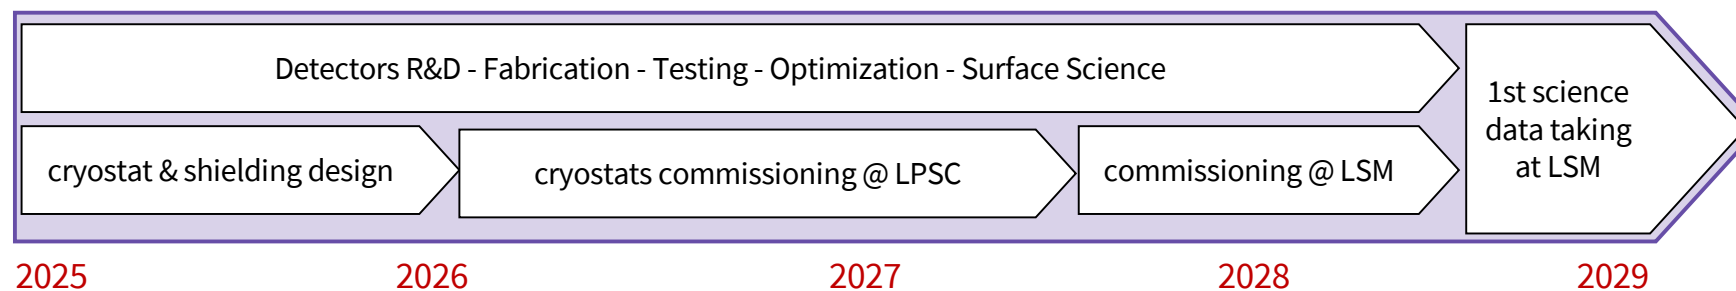 Detectors R&D - Fabrication - Testing - Optimization - Surface Science
1st science
data taking
at LSM
cryostat & shielding design
cryostats commissioning @ LPSC
commissioning @ LSM
2025
2026
2027
2028
2029